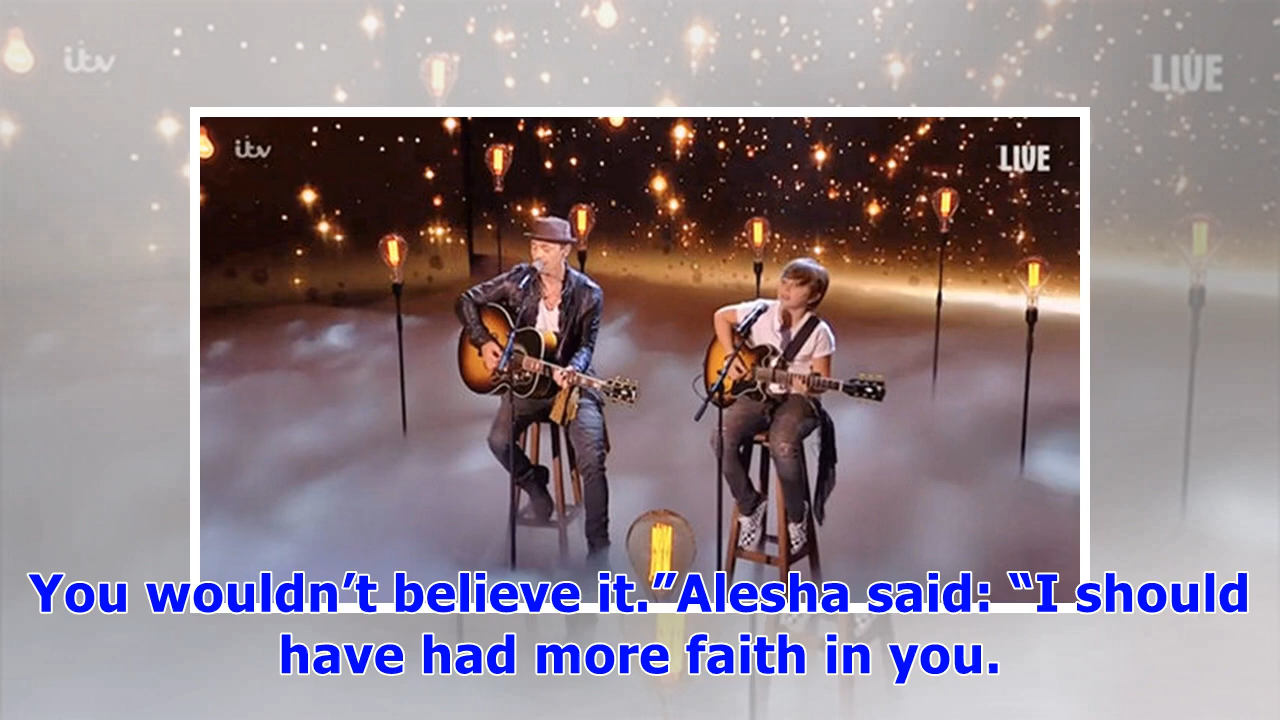 itv
LIVE
itv
LIVE
You wouldn’t believe it.”Alesha said: “I should
have had more faith in you.